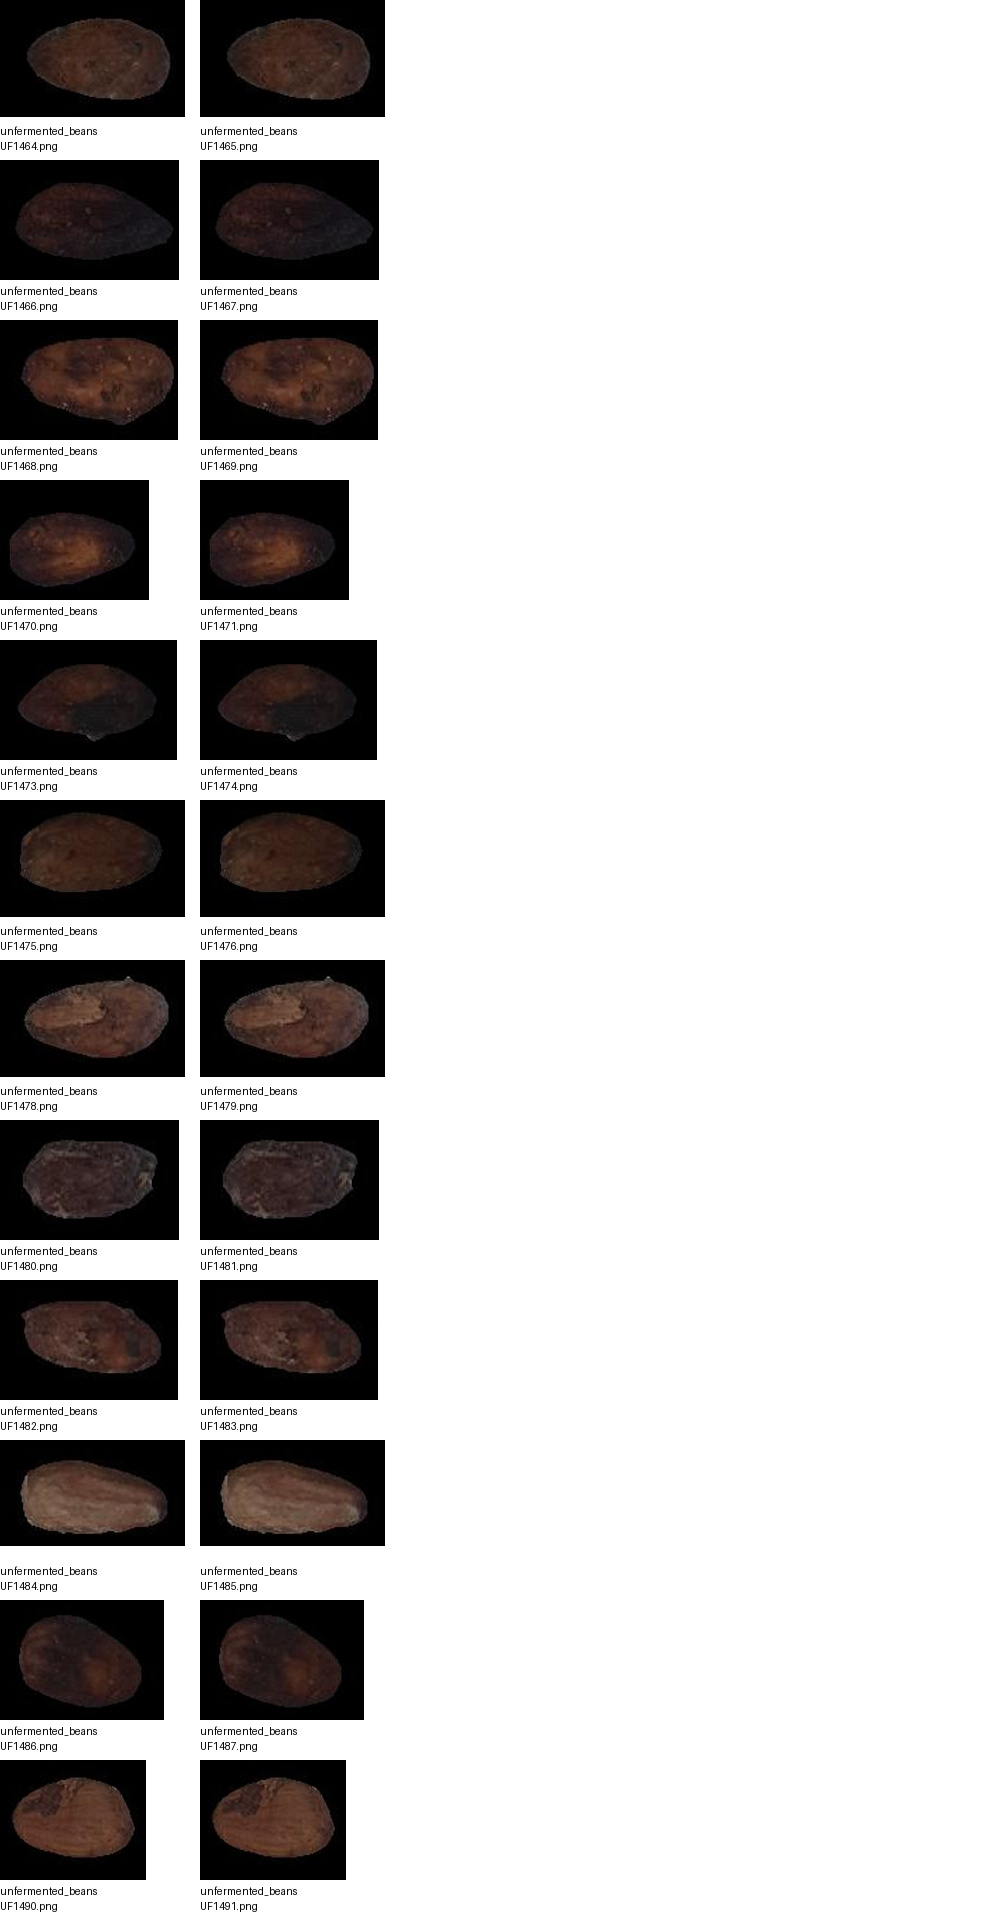 unfermented_beans unfermented_beans
UF1464.png UF1465.png
unfermented_beans unfermented_beans
UF1466.png UF1467.png
unfermented_beans unfermented_beans
UF1468.png UF1469.png
unfermented_beans unfermented_beans
UF1470.png UF1471.png
unfermented_beans unfermented_beans
UF1473.png UF1474.png
unfermented_beans unfermented_beans
UF1475.png UF1476.png
unfermented_beans unfermented_beans
UF1478.png UF1479.png
unfermented_beans unfermented_beans
UF1480.png UF1481.png
unfermented_beans unfermented_beans
UF1482.png UF1483.png
unfermented_beans unfermented_beans
UF1484.png UF1485.png
unfermented_beans unfermented_beans
UF1486.png UF1487.png
unfermented_beans unfermented_beans
UF1490.png UF1491.png